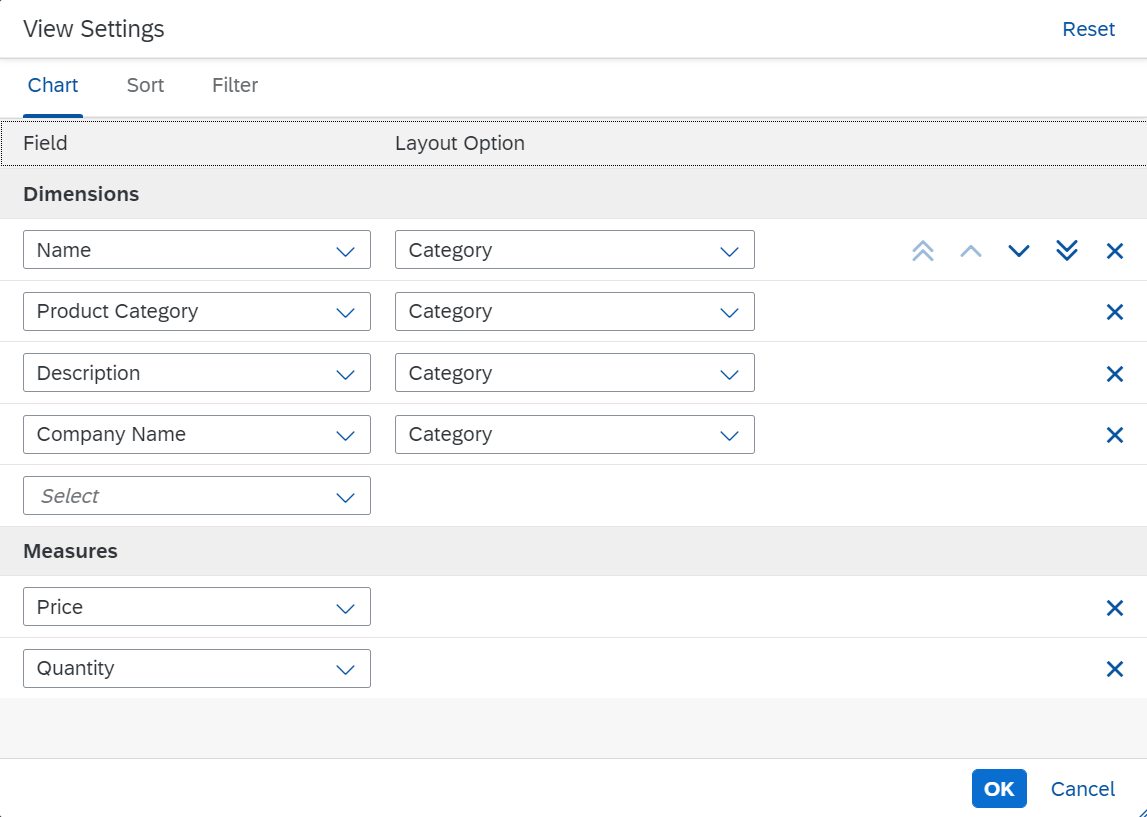 View Settings Reset
Chart Sort Filter
Field Layout Option
Dimensions
Name Category
Product Category Category
Description Category
Company Name Category
Select
Measures
Price
Quantity
OK Cancel